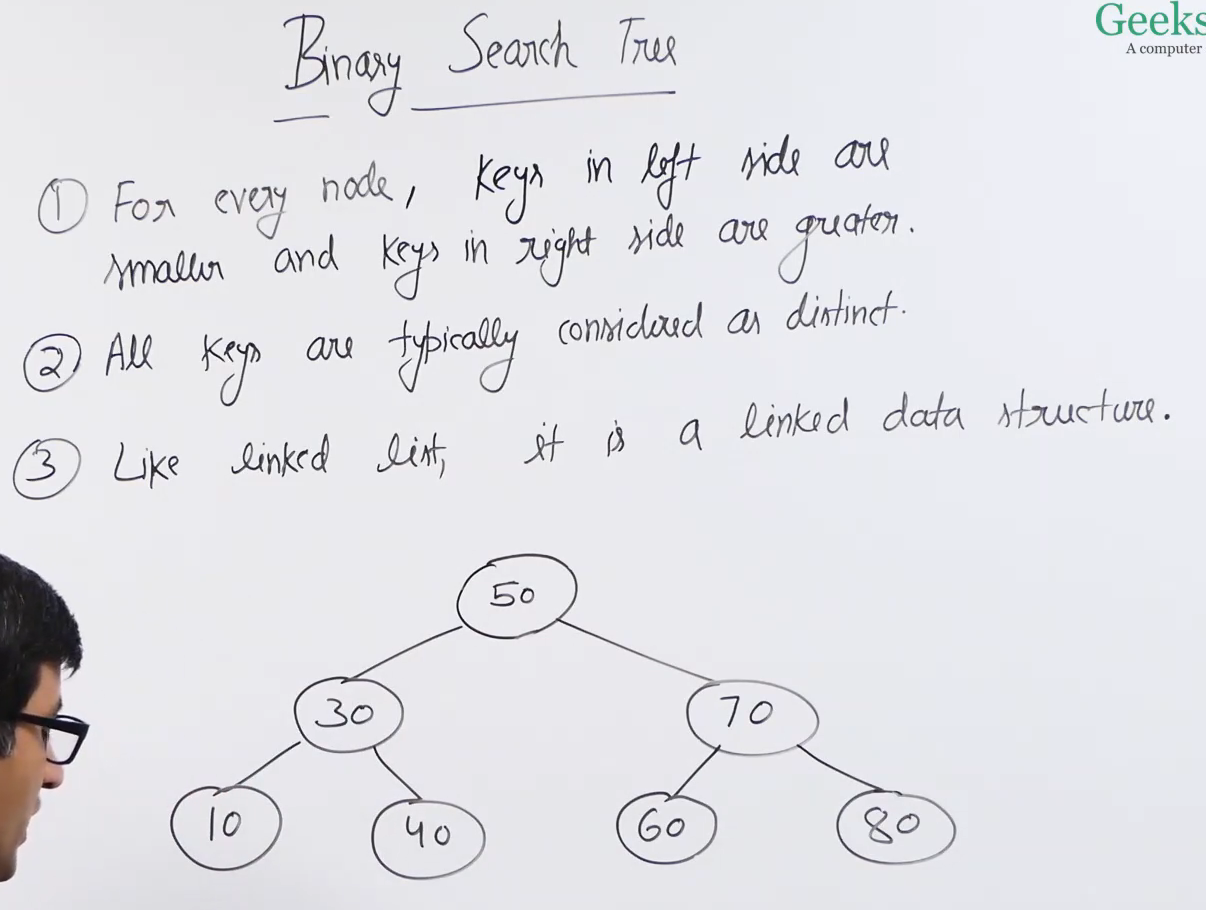 Geeks
A computer
Binary Search Tree
① For every node, keys in left side are
smaller and keys in right side are greater.
② All keys are typically considered as distinct.
③ Like linked list, it is a linked data structure.
50
30 70
10 40 60 80